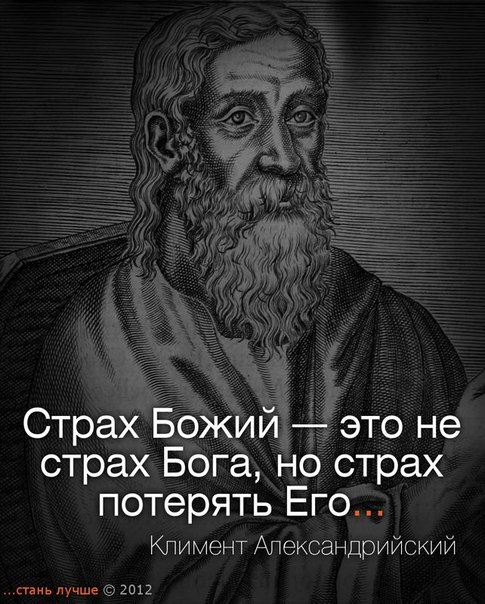 Страх Божий — это не
страх Бога, но страх
потерять Его...
Климент Александрийский
...стань лучше © 2012